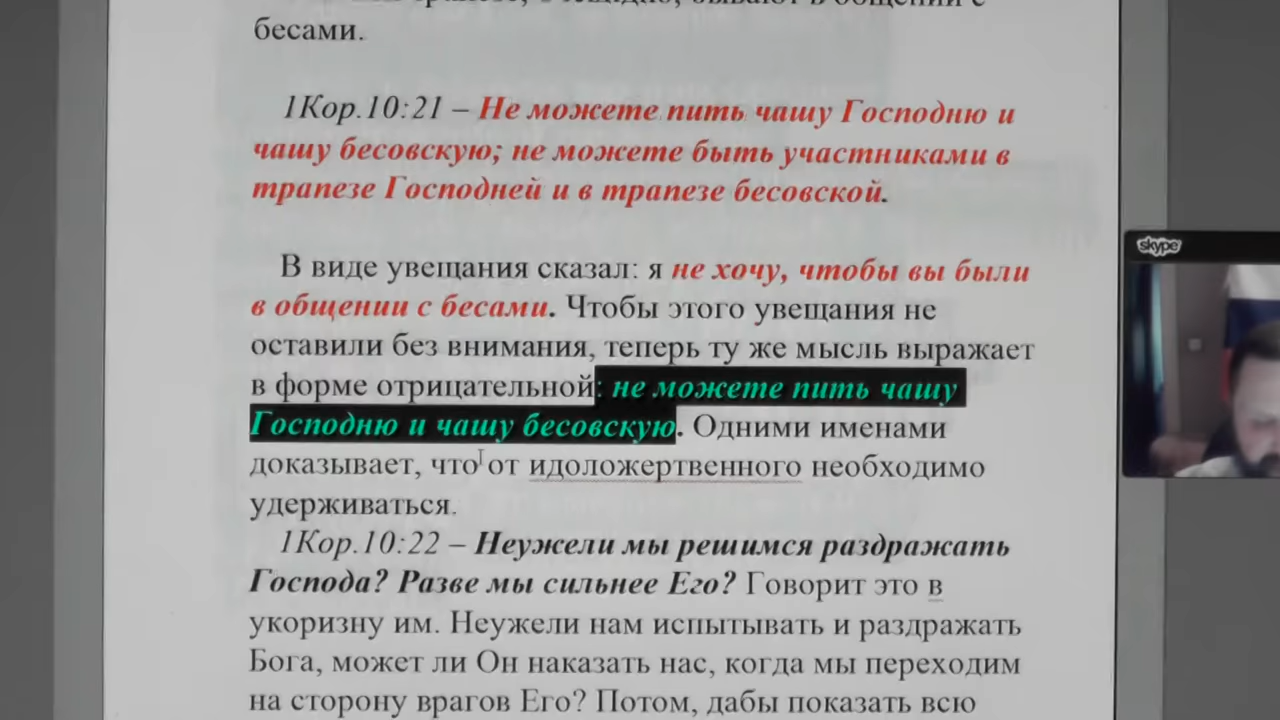 бесами.
1Кор.10:21 – Не можете пить чашу Господню и
чашу бесовскую; не можете быть участниками в
трапезе Господней и в трапезе бесовской.
В виде увещания сказал: я не хочу, чтобы вы были
в общении с бесами. Чтобы этого увещания не
оставили без внимания, теперь ту же мысль выражает
в форме отрицательной: не можете пить чашу
Господню и чашу бесовскую. Одними именами
доказывает, что от идоложертвенного необходимо
удерживаться.
1Кор.10:22 – Неужели мы решимся раздражать
Господа? Разве мы сильнее Его? Говорит это в
укоризну им. Неужели нам испытывать и раздражать
Бога, может ли Он наказать нас, когда мы переходим
на сторону врагов Его? Потом, дабы показать всю
skype